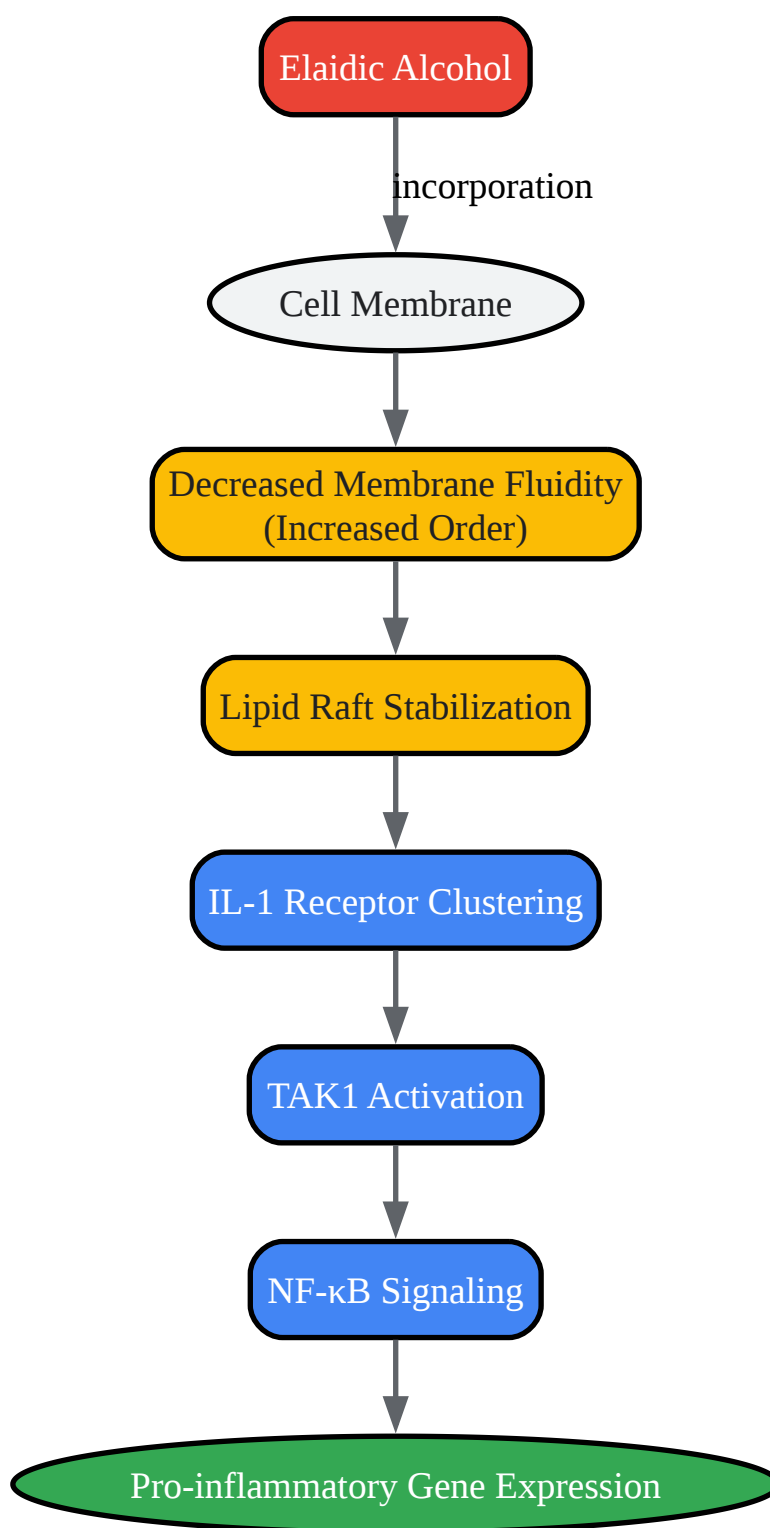 Elaidic Alcohol
incorporation
Cell Membrane
Decreased Membrane Fluidity
(Increased Order)
Lipid Raft Stabilization
IL-1 Receptor Clustering
TAK1 Activation
NF-κB Signaling
Pro-inflammatory Gene Expression